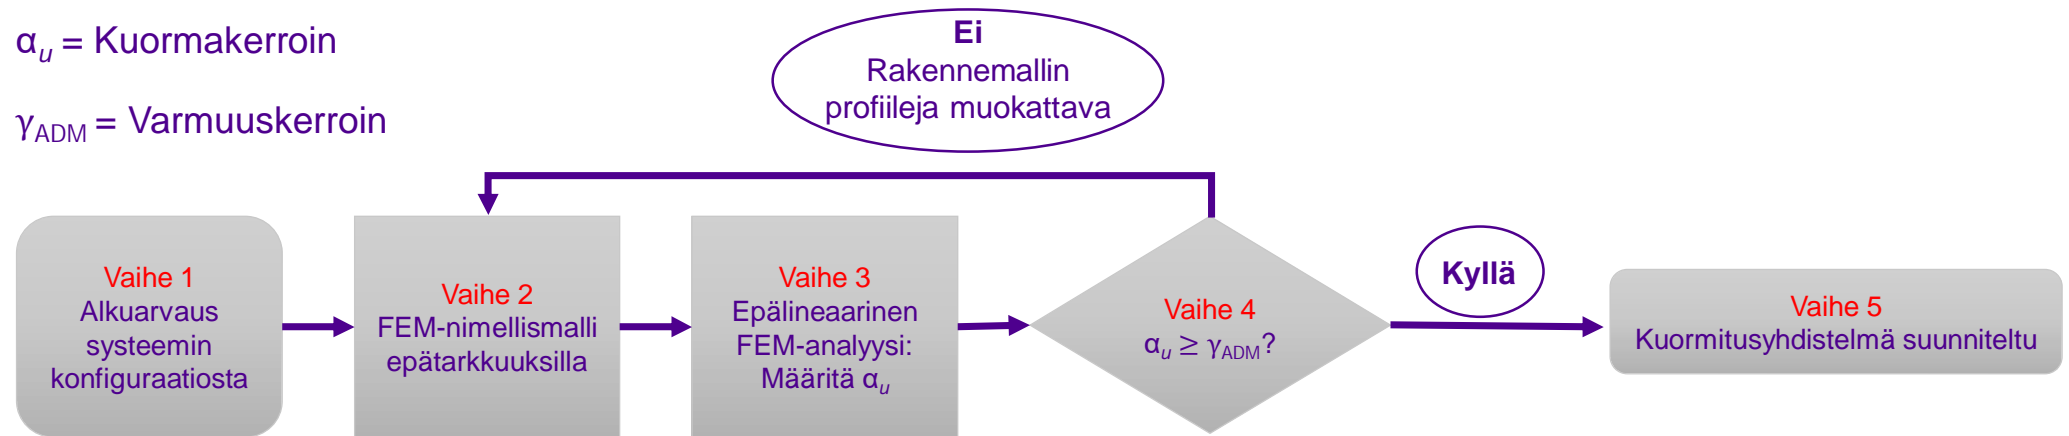 αu = Kuormakerroin
γADM = Varmuuskerroin
Ei
Rakennemallin
profiileja muokattava
Vaihe 1
Alkuarvaus
systeemin
konfiguraatiosta
Vaihe 2
FEM-nimellismalli
epätarkkuuksilla
Vaihe 3
Epälineaarinen
FEM-analyysi:
Määritä αu
Vaihe 4
αu ≥ γADM?
Kyllä
Vaihe 5
Kuormitusyhdistelmä suunniteltu